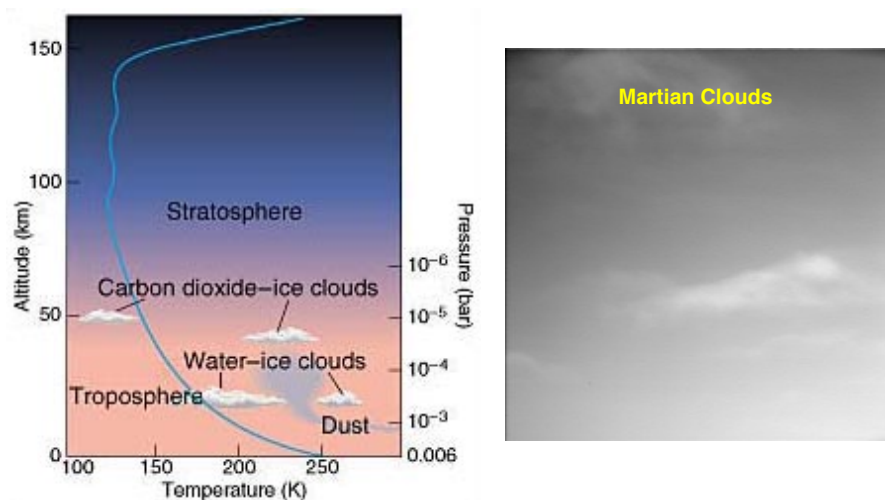 150
100
50
0
Altitude (km)
Stratosphere
Carbon dioxide–ice clouds
Water–ice clouds
Troposphere
Dust
10⁻⁶
10⁻⁵
10⁻⁴
10⁻³
0.006
Pressure (bar)
100 150 200 250
Temperature (K)
Martian Clouds